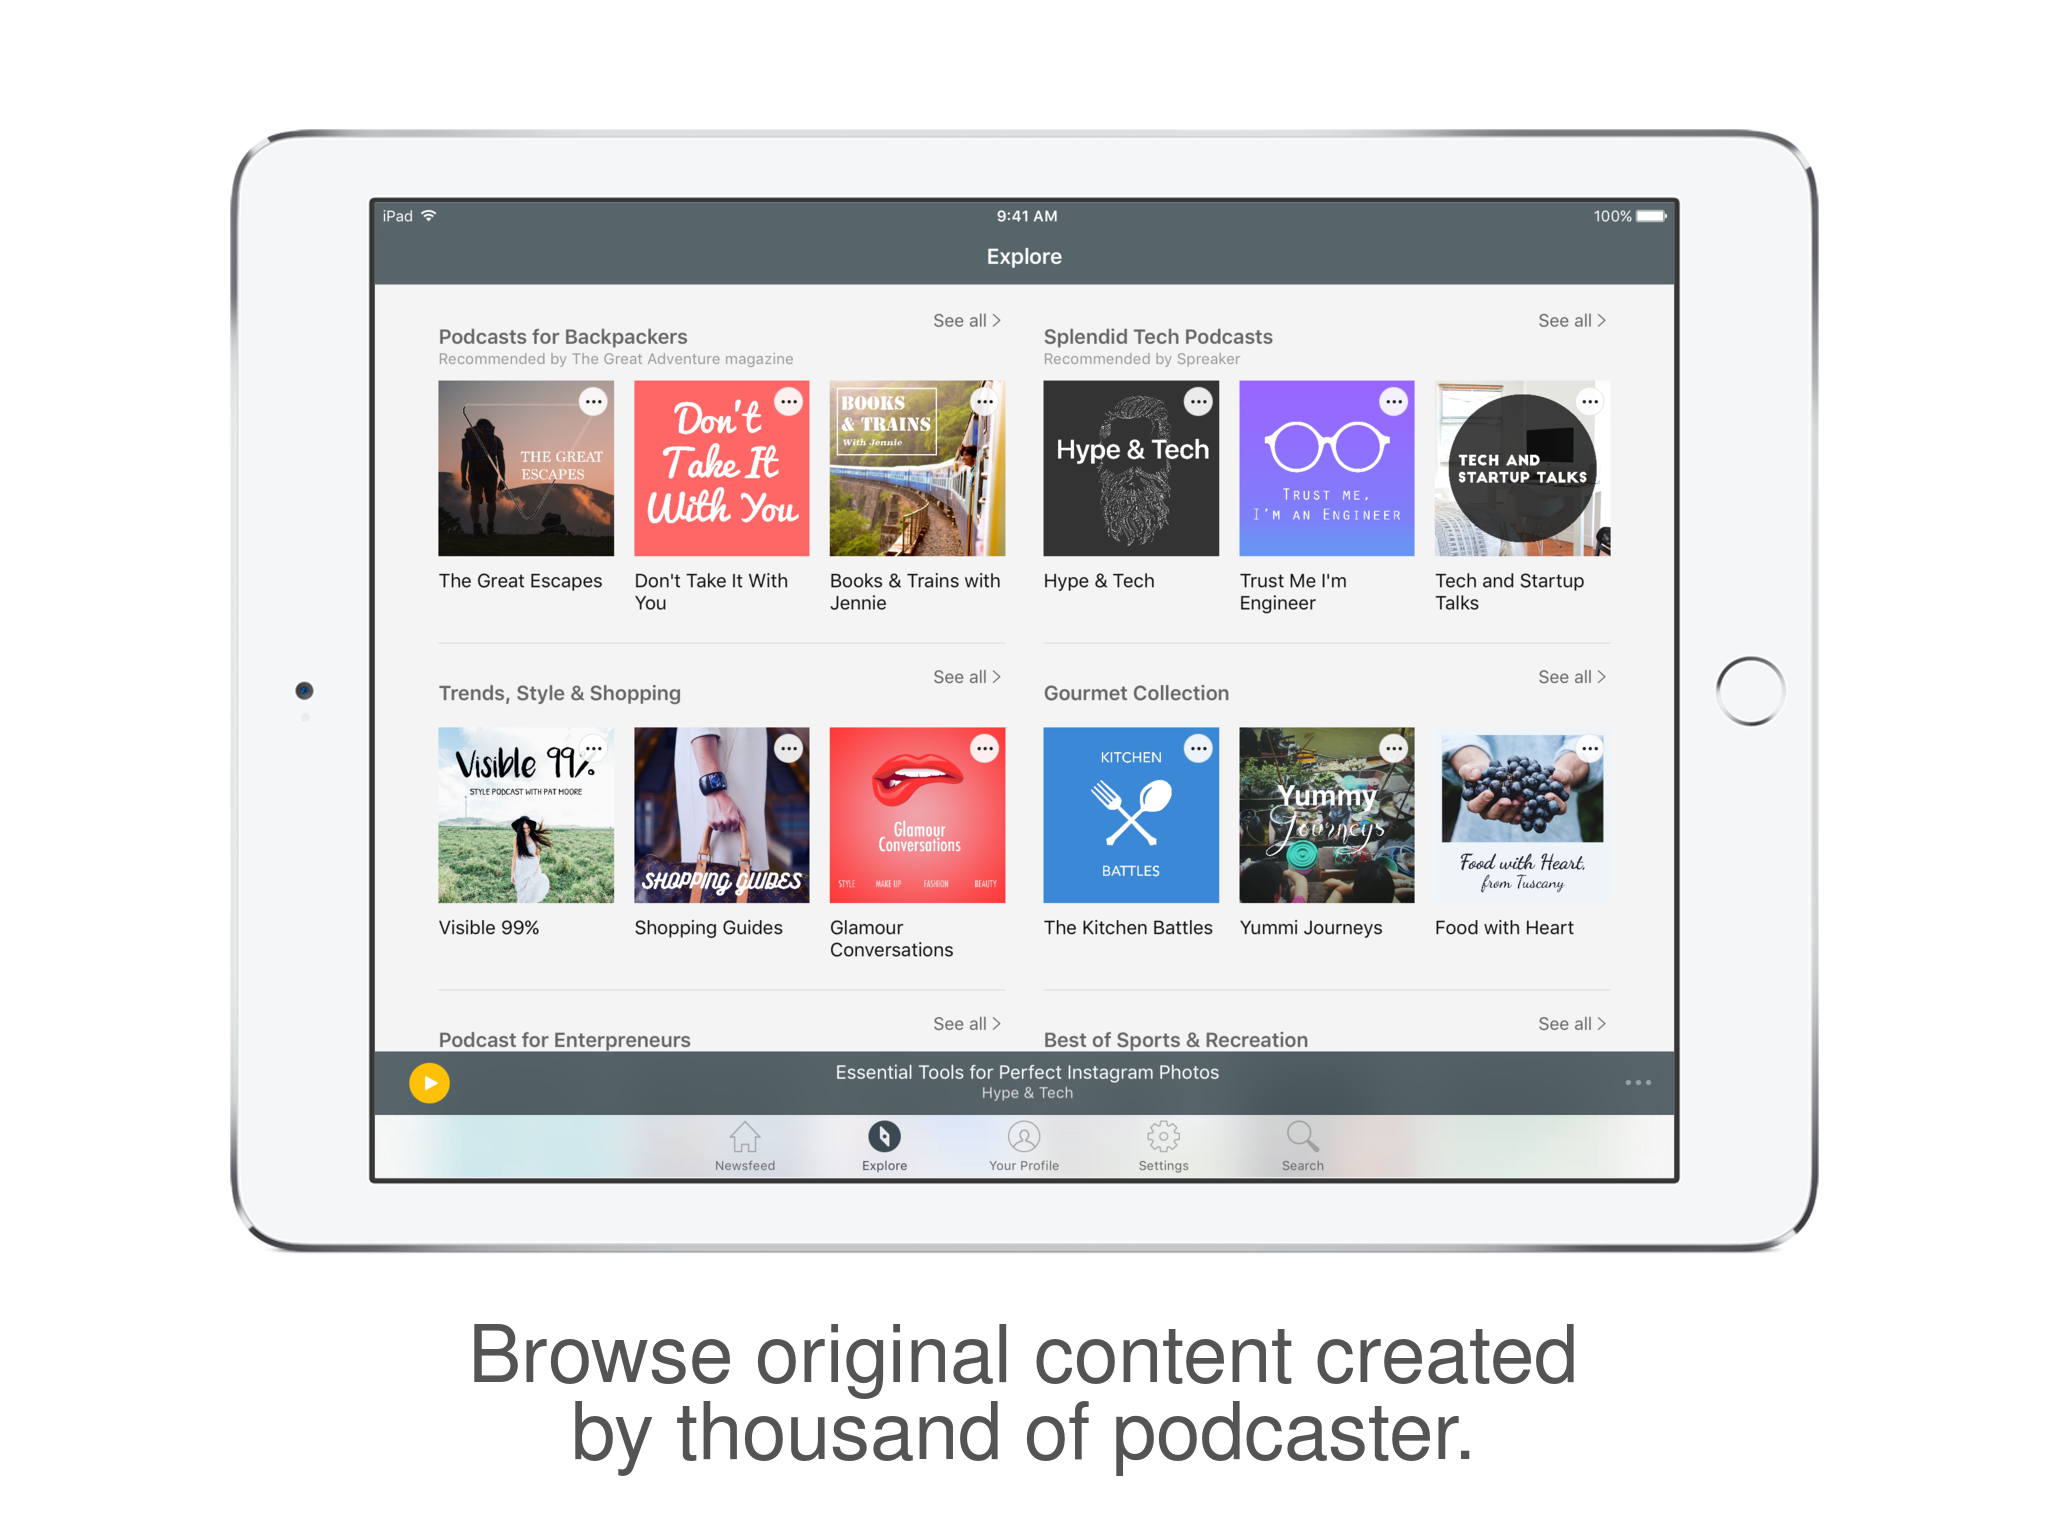 iPad
9:41 AM
100%
Explore
Podcasts for Backpackers
See all
Recommended by The Great Adventure magazine
THE GREAT
ESCAPES
Don't
Take It
With You
BOOKS
& TRAINS
With Jennie
The Great Escapes
Don't Take It With
You
Books & Trains with
Jennie
Splendid Tech Podcasts
See all
Recommended by Spreaker
Hype & Tech
TRUST ME,
I'M AN ENGINEER
TECH AND
STARTUP TALKS
Hype & Tech
Trust Me I'm
Engineer
Tech and Startup
Talks
Trends, Style & Shopping
See all
Visible 99%
STYLE PODCAST WITH PAT MOORE
SHOPPING GUIDES
Glamour
Conversations
STYLE MAKE UP FASHION BEAUTY
Visible 99%
Shopping Guides
Glamour
Conversations
Gourmet Collection
See all
KITCHEN
BATTLES
Yummy
Journeys
Food with Heart,
from Tuscany
The Kitchen Battles
Yummi Journeys
Food with Heart
Podcast for Enterpreneurs
See all
Best of Sports & Recreation
See all
Essential Tools for Perfect Instagram Photos
Hype & Tech
Newsfeed
Explore
Your Profile
Settings
Search
Browse original content created
by thousand of podcaster.